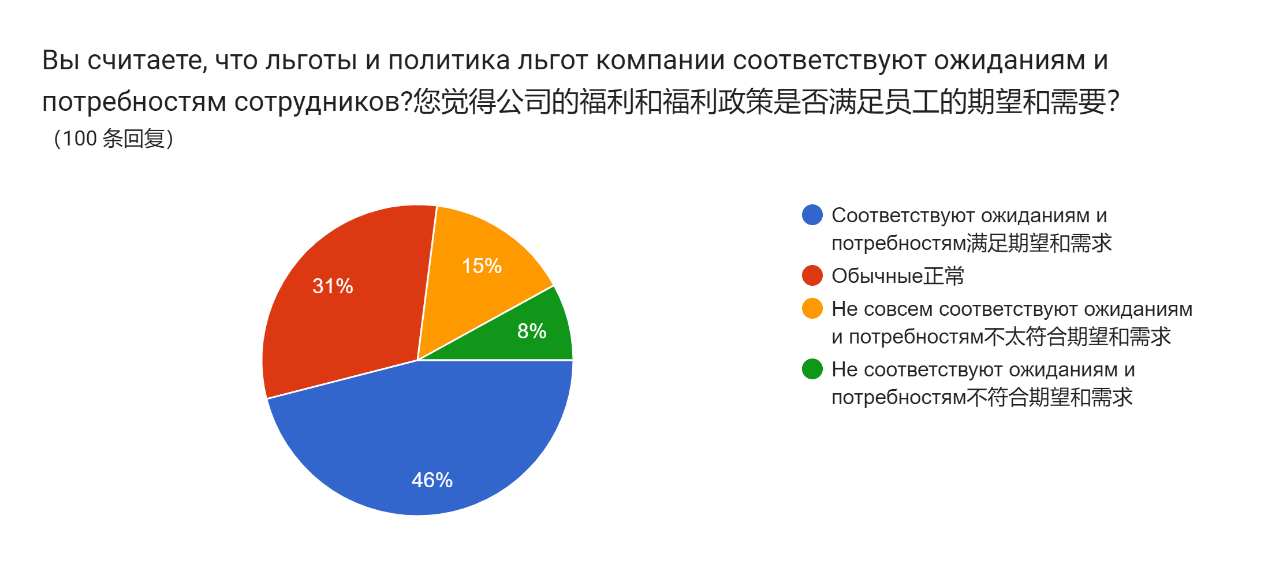 Вы считаете, что льготы и политика льгот компании соответствуют ожиданиям и
потребностям сотрудников?您觉得公司的福利和福利政策是否满足员工的期望和需要？
（100 条回复）
Соответствуют ожиданиям и
потребностям满足期望和需求
Обычные正常
Не совсем соответствуют ожиданиям
и потребностям不太符合期望和需求
Не соответствуют ожиданиям и
потребностям不符合期望和需求
31%
15%
8%
46%